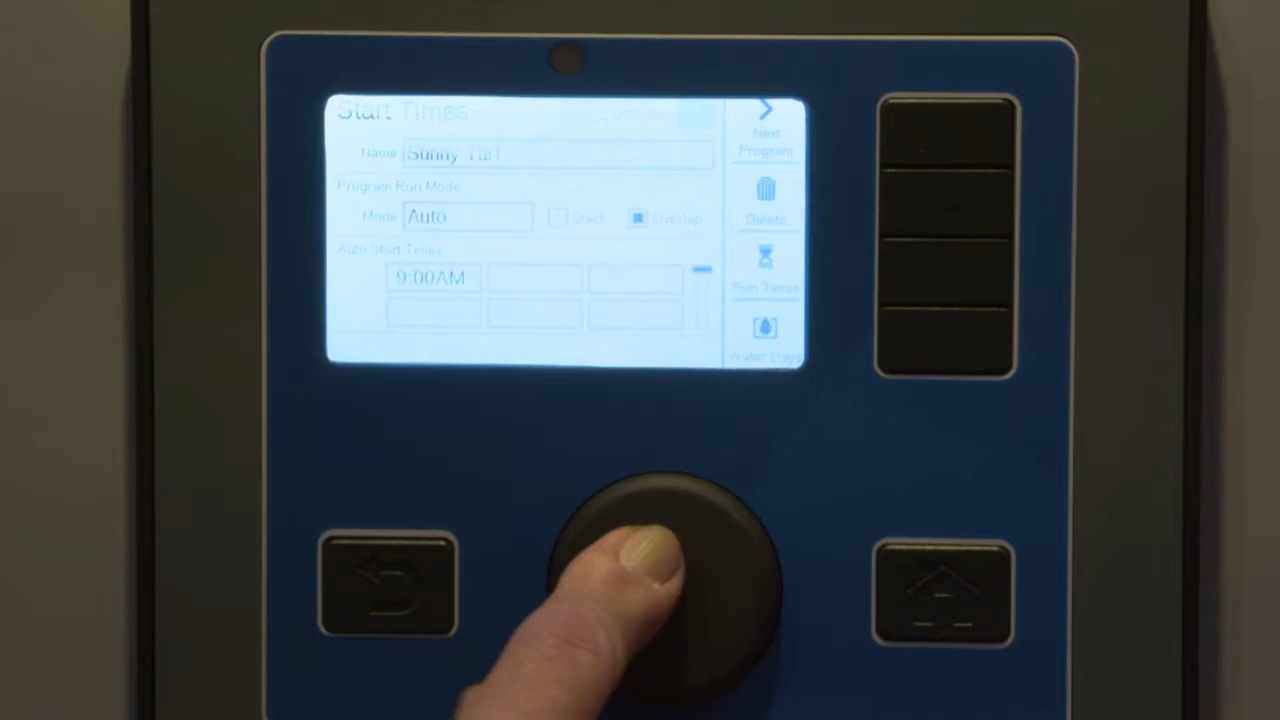 Start Times
Next
Program
Name Sunny Turf
Program Run Mode
Mode Auto Stack Overlap
Delete
Auto Start Times
9:00AM
Run Times
Water Days